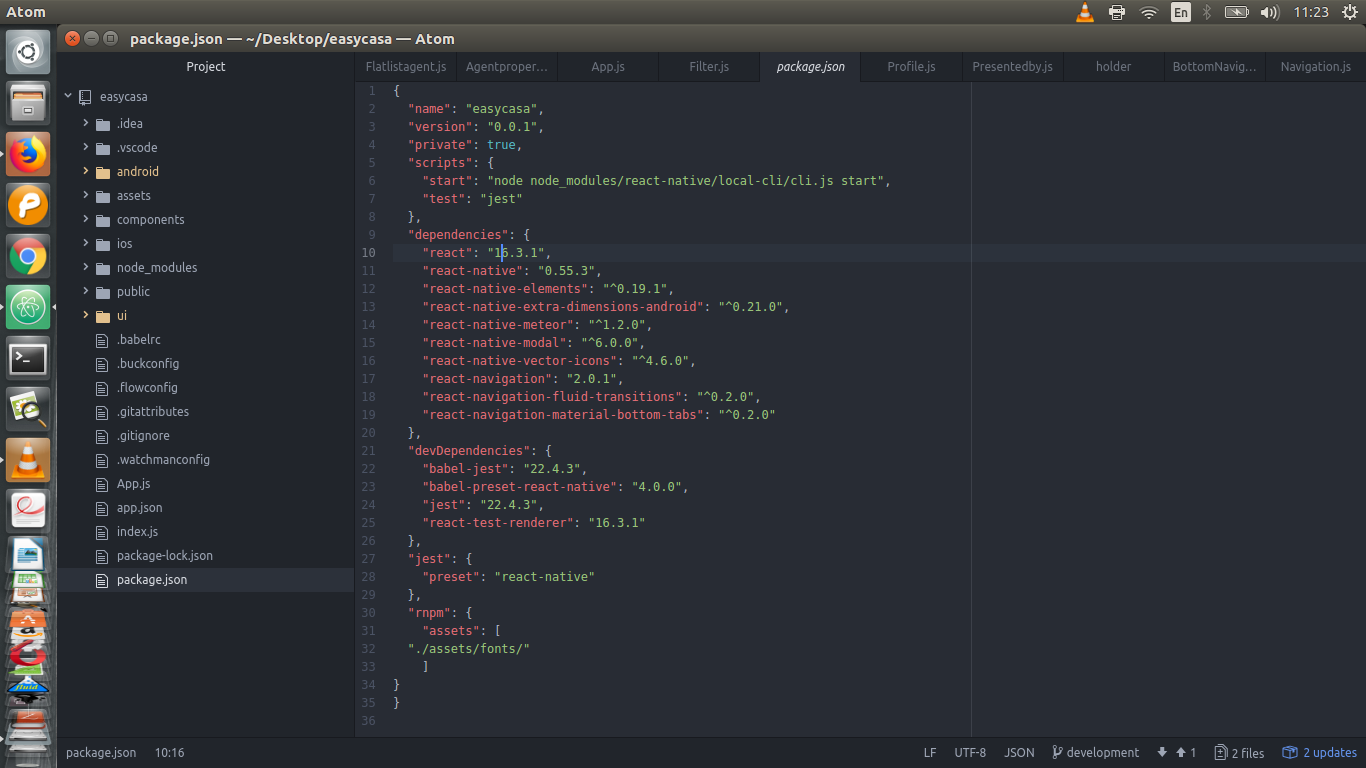 Atom
En
11:23
package.json — ~/Desktop/easycasa — Atom
Project
Flatlistagent.js
Agentproper...
App.js
Filter.js
package.json
Profile.js
Presentedby.js
holder
BottomNavig...
Navigation.js
easycasa
.idea
.vscode
android
assets
components
ios
node_modules
public
ui
.babelrc
.buckconfig
.flowconfig
.gitattributes
.gitignore
.watchmanconfig
App.js
app.json
index.js
package-lock.json
package.json
1 {
2 "name": "easycasa",
3 "version": "0.0.1",
4 "private": true,
5 "scripts": {
6 "start": "node node_modules/react-native/local-cli/cli.js start",
7 "test": "jest"
8 },
9 "dependencies": {
10 "react": "16.3.1",
11 "react-native": "0.55.3",
12 "react-native-elements": "^0.19.1",
13 "react-native-extra-dimensions-android": "^0.21.0",
14 "react-native-meteor": "^1.2.0",
15 "react-native-modal": "^6.0.0",
16 "react-native-vector-icons": "^4.6.0",
17 "react-navigation": "2.0.1",
18 "react-navigation-fluid-transitions": "^0.2.0",
19 "react-navigation-material-bottom-tabs": "^0.2.0"
20 },
21 "devDependencies": {
22 "babel-jest": "22.4.3",
23 "babel-preset-react-native": "4.0.0",
24 "jest": "22.4.3",
25 "react-test-renderer": "16.3.1"
26 },
27 "jest": {
28 "preset": "react-native"
29 },
30 "rnpm": {
31 "assets": [
32 "./assets/fonts/"
33 ]
34 }
35 }
36
package.json
10:16
LF
UTF-8
JSON
development
1
2 files
2 updates